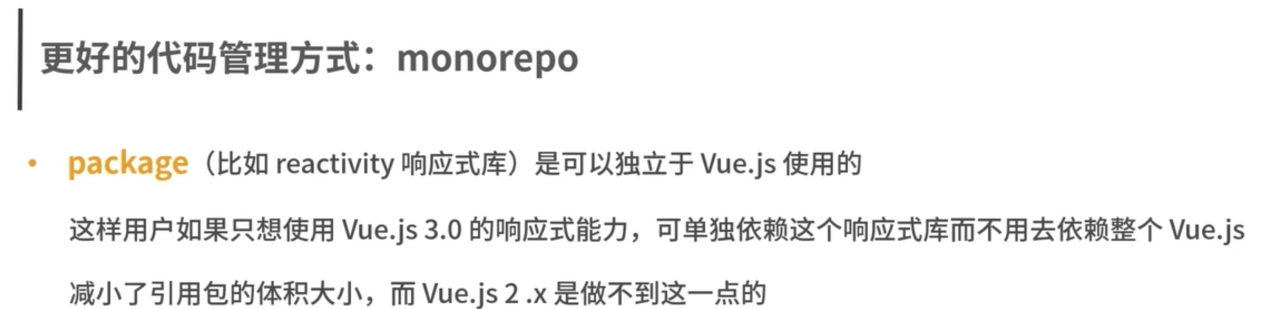 更好的代码管理方式：monorepo
• package（比如 reactivity 响应式库）是可以独立于 Vue.js 使用的
这样用户如果只想使用 Vue.js 3.0 的响应式能力，可单独依赖这个响应式库而不用去依赖整个 Vue.js
减小了引用包的体积大小，而 Vue.js 2 .x 是做不到这一点的